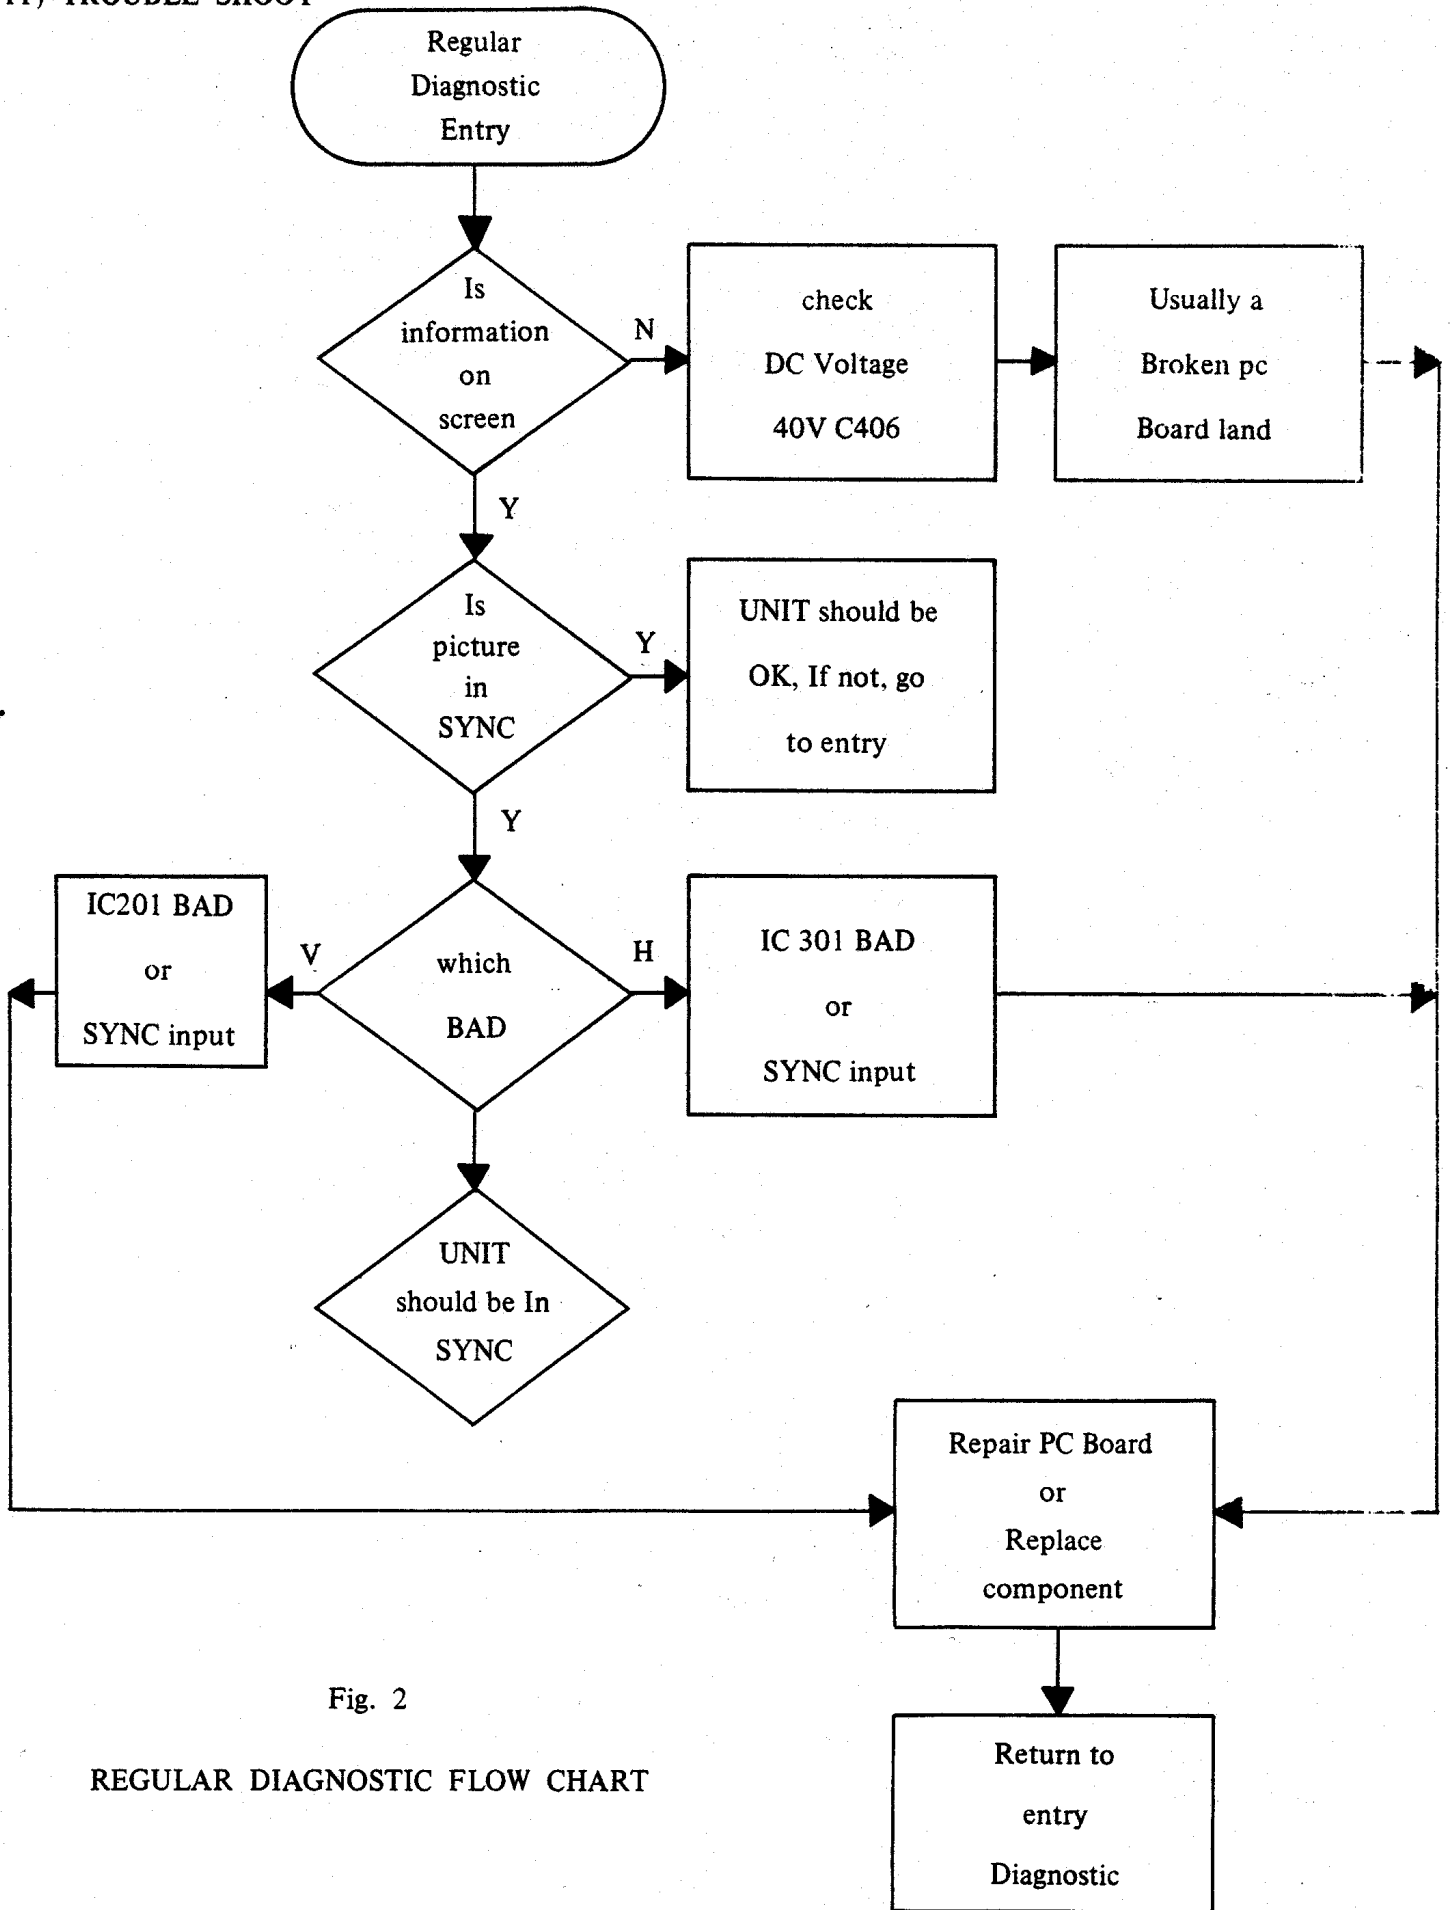 TROUBLE SHOOT
Regular
Diagnostic
Entry
Is
information
on
screen
N
check
DC Voltage
40V C406
Usually a
Broken pc
Board land
Y
Is
picture
in
SYNC
Y
UNIT should be
OK, If not, go
to entry
Y
IC201 BAD
or
SYNC input
V
which
BAD
H
IC 301 BAD
or
SYNC input
UNIT
should be In
SYNC
Repair PC Board
or
Replace
component
Return to
entry
Diagnostic
Fig. 2
REGULAR DIAGNOSTIC FLOW CHART